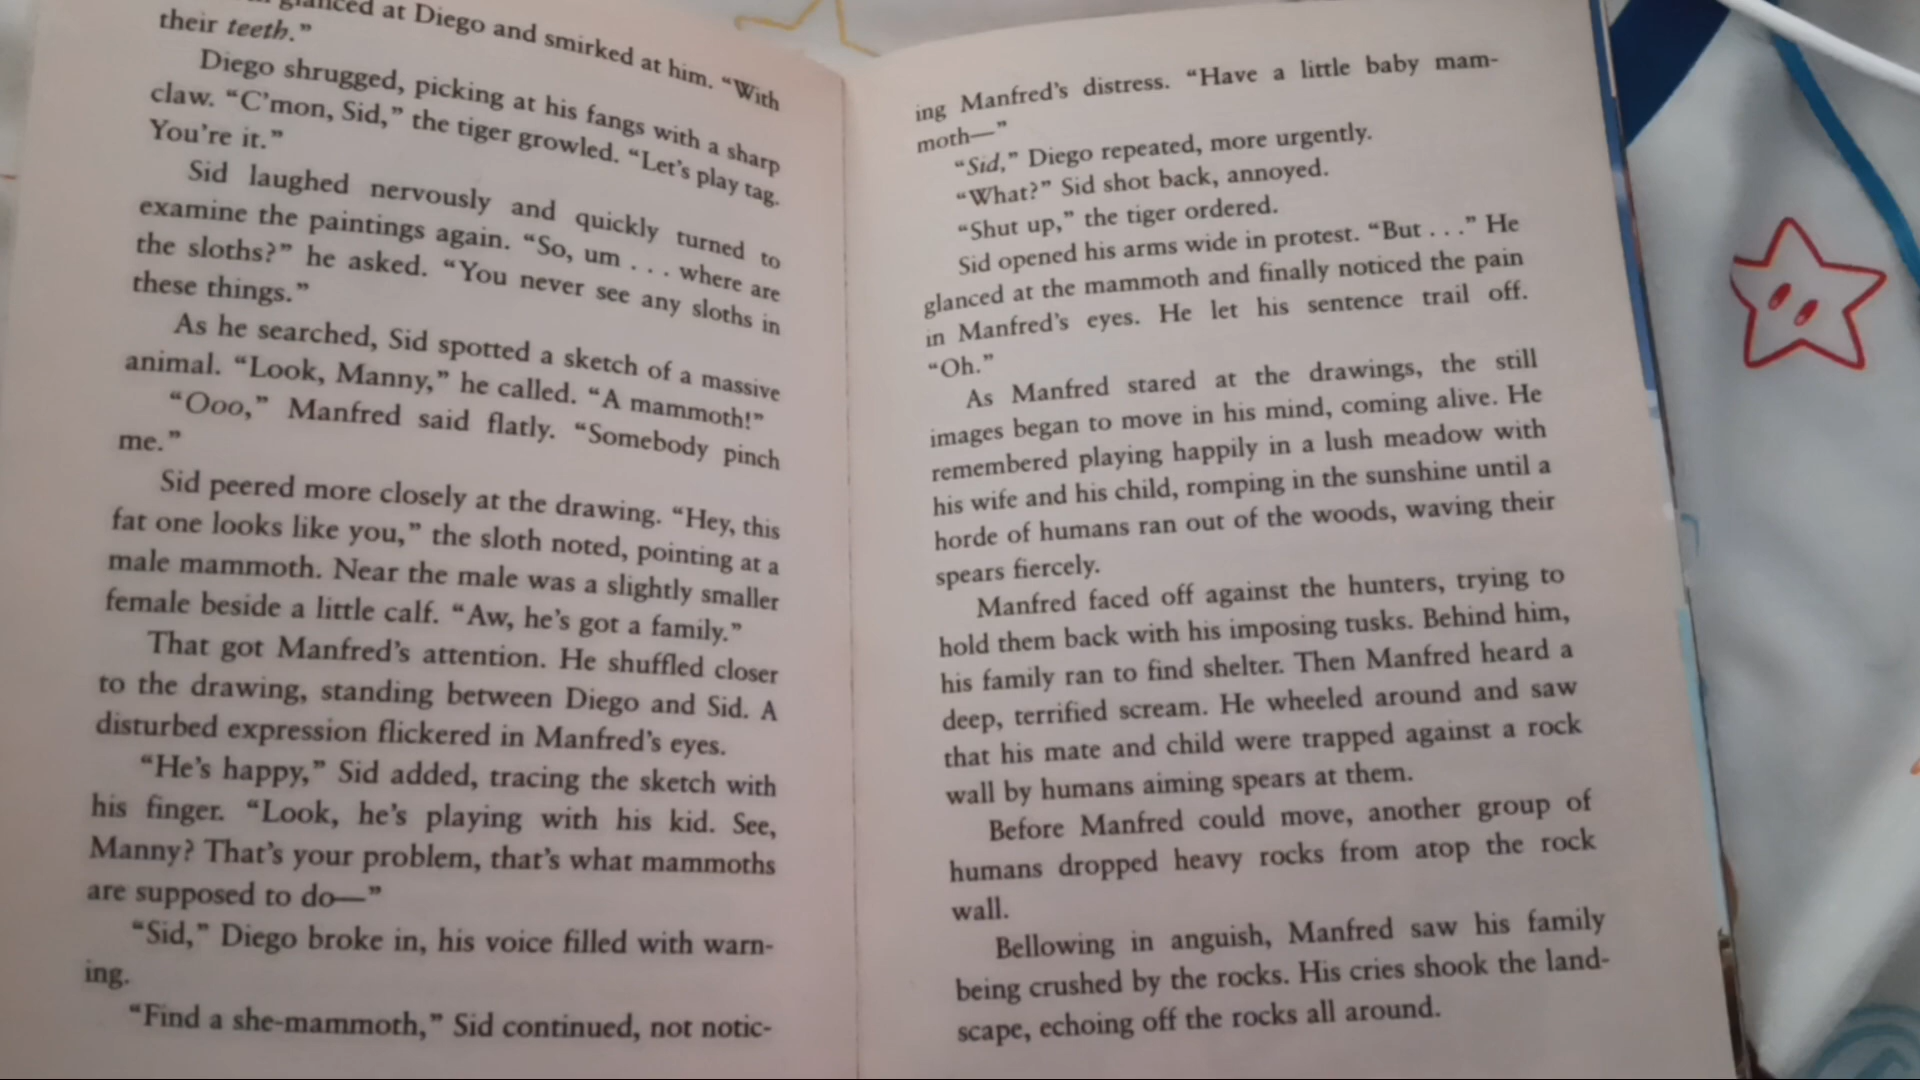 glanced at Diego and smirked at him. “With
their teeth.”
Diego shrugged, picking at his fangs with a sharp
claw. “C’mon, Sid,” the tiger growled. “Let’s play tag.
You’re it.”
Sid laughed nervously and quickly turned to
examine the paintings again. “So, um . . . where are
the sloths?” he asked. “You never see any sloths in
these things.”
As he searched, Sid spotted a sketch of a massive
animal. “Look, Manny,” he called. “A mammoth!”
“Ooo,” Manfred said flatly. “Somebody pinch
me.”
Sid peered more closely at the drawing. “Hey, this
fat one looks like you,” the sloth noted, pointing at a
male mammoth. Near the male was a slightly smaller
female beside a little calf. “Aw, he’s got a family.”
That got Manfred’s attention. He shuffled closer
to the drawing, standing between Diego and Sid. A
disturbed expression flickered in Manfred’s eyes.
“He’s happy,” Sid added, tracing the sketch with
his finger. “Look, he’s playing with his kid. See,
Manny? That’s your problem, that’s what mammoths
are supposed to do—”
“Sid,” Diego broke in, his voice filled with warn-
ing.
“Find a she-mammoth,” Sid continued, not notic-
ing Manfred’s distress. “Have a little baby mam-
moth—”
“Sid,” Diego repeated, more urgently.
“What?” Sid shot back, annoyed.
“Shut up,” the tiger ordered.
Sid opened his arms wide in protest. “But . . .” He
glanced at the mammoth and finally noticed the pain
in Manfred’s eyes. He let his sentence trail off.
“Oh.”
As Manfred stared at the drawings, the still
images began to move in his mind, coming alive. He
remembered playing happily in a lush meadow with
his wife and his child, romping in the sunshine until a
horde of humans ran out of the woods, waving their
spears fiercely.
Manfred faced off against the hunters, trying to
hold them back with his imposing tusks. Behind him,
his family ran to find shelter. Then Manfred heard a
deep, terrified scream. He wheeled around and saw
that his mate and child were trapped against a rock
wall by humans aiming spears at them.
Before Manfred could move, another group of
humans dropped heavy rocks from atop the rock
wall.
Bellowing in anguish, Manfred saw his family
being crushed by the rocks. His cries shook the land-
scape, echoing off the rocks all around.